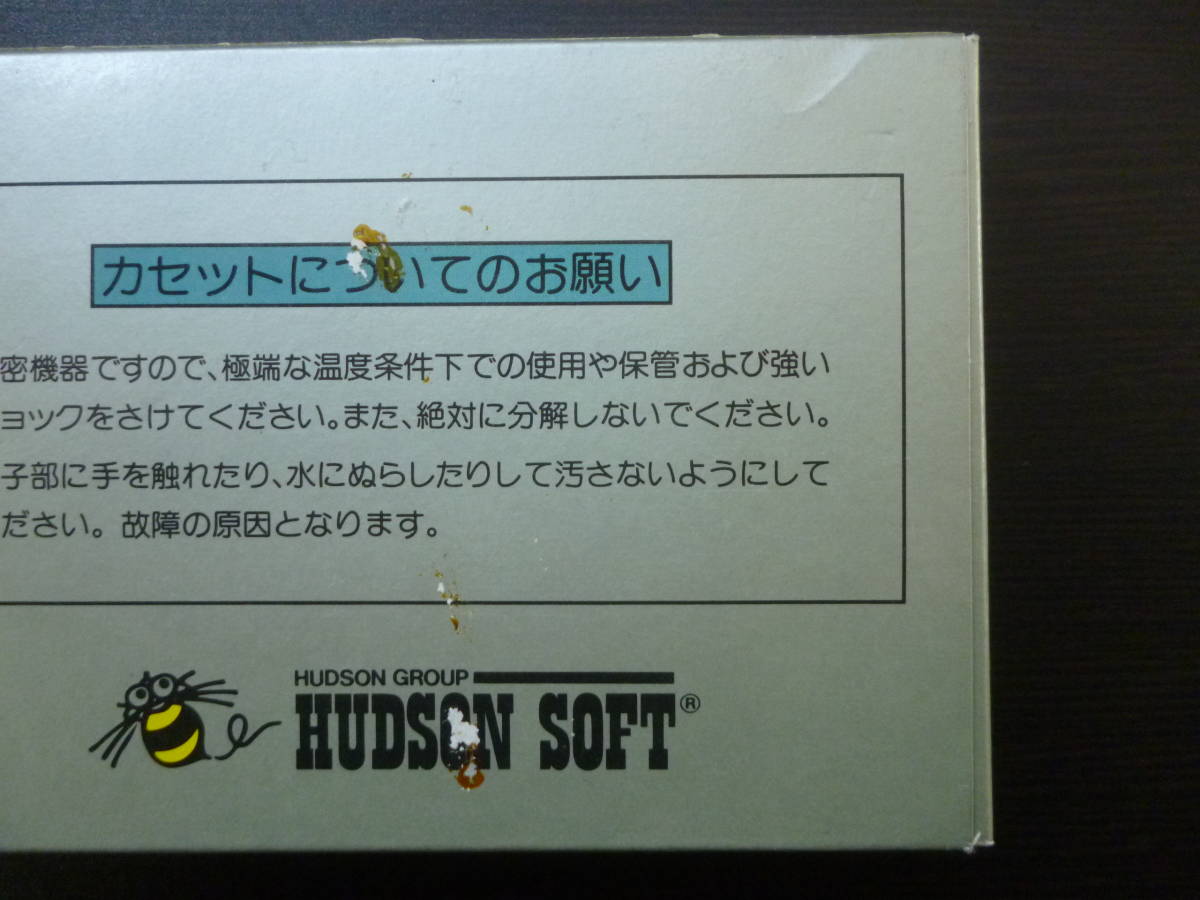 カセットについてのお願い
密機器ですので、極端な温度条件下での使用や保管および強い
ョックをさけてください。また、絶対に分解しないでください。
子部に手を触れたり、水にぬらしたりして汚さないようにして
ださい。故障の原因となります。
HUDSON GROUP
HUDSON SOFT®